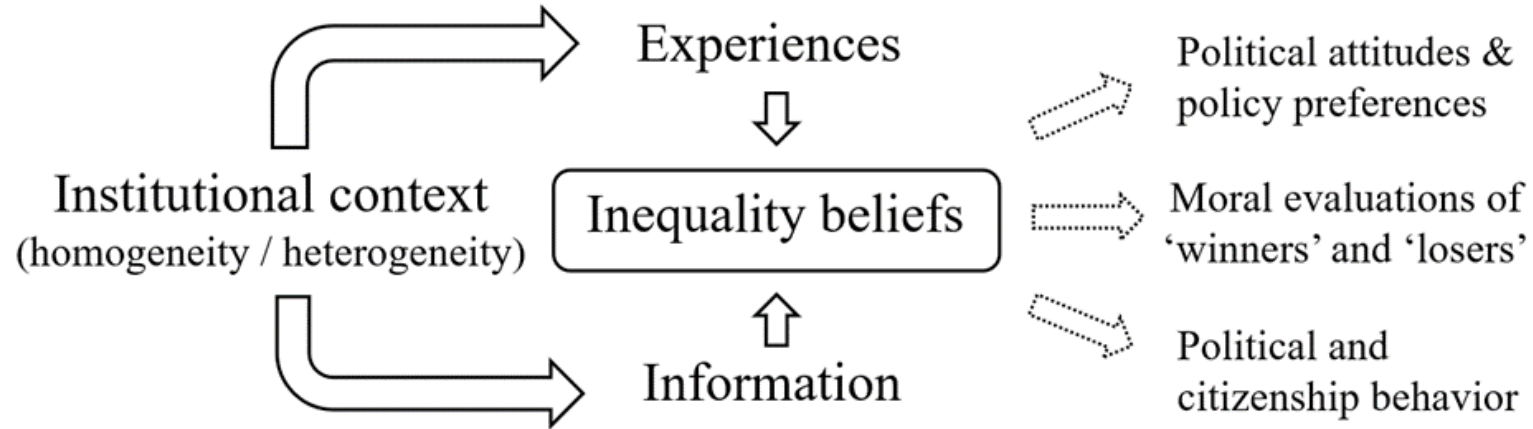 Experiences
Political attitudes &
policy preferences
Institutional context
(homogeneity / heterogeneity)
Inequality beliefs
Moral evaluations of
‘winners’ and ‘losers’
Information
Political and
citizenship behavior